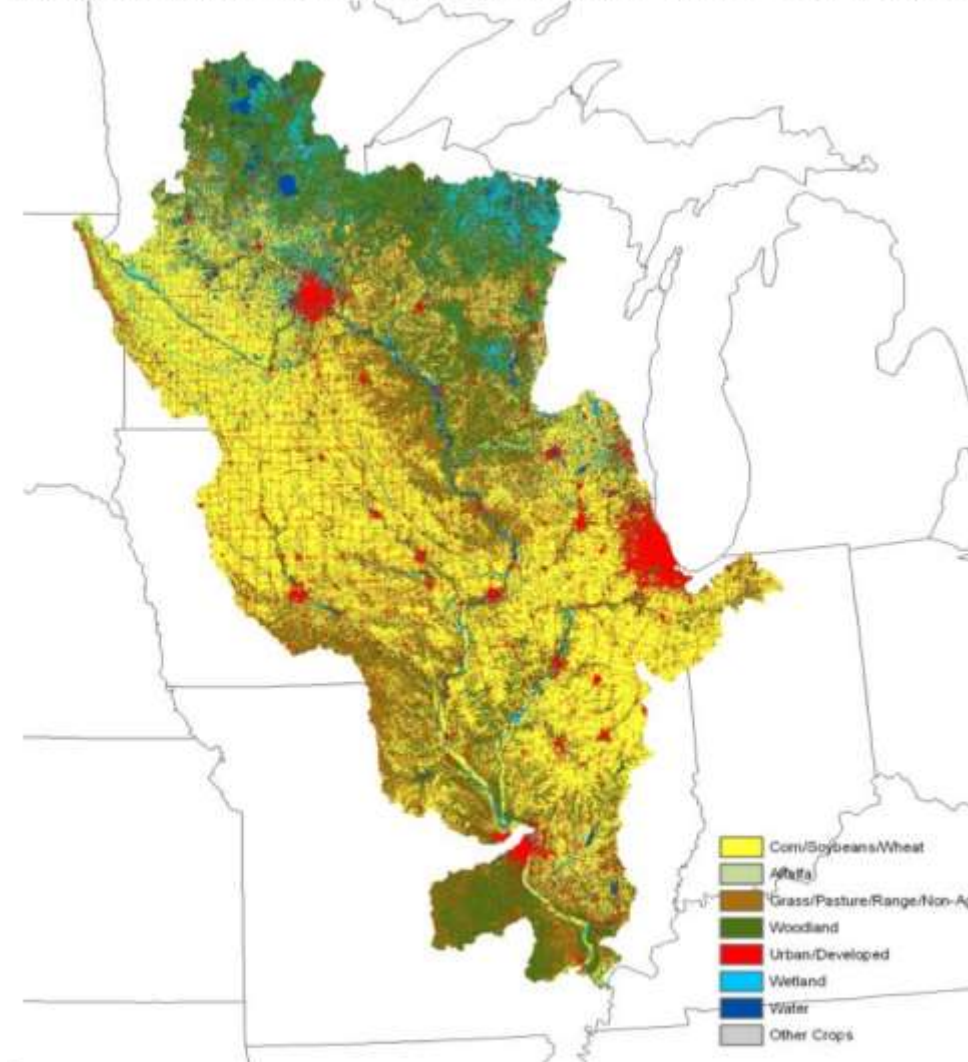 Corn/Soybeans/Wheat
Alfalfa
Grass/Pasture/Range/Non-Ag
Woodland
Urban/Developed
Wetland
Water
Other Crops